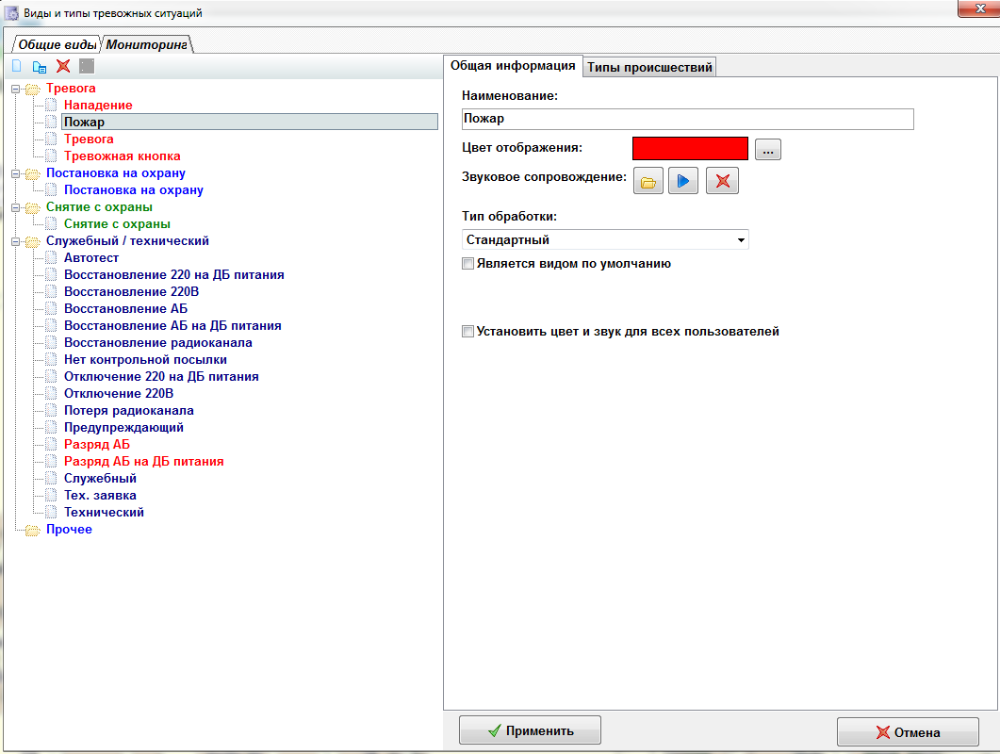 Виды и типы тревожных ситуаций
Общие виды
Мониторинг
Тревога
Нападение
Пожар
Тревога
Тревожная кнопка
Постановка на охрану
Постановка на охрану
Снятие с охраны
Снятие с охраны
Служебный / технический
Автотест
Восстановление 220 на ДБ питания
Восстановление 220В
Восстановление АБ
Восстановление АБ на ДБ питания
Восстановление радиоканала
Нет контрольной посылки
Отключение 220 на ДБ питания
Отключение 220В
Потеря радиоканала
Предупреждающий
Разряд АБ
Разряд АБ на ДБ питания
Служебный
Тех. заявка
Технический
Прочее
Общая информация
Типы происшествий
Наименование:
Пожар
Цвет отображения:
...
Звуковое сопровождение:
Тип обработки:
Стандартный
Является видом по умолчанию
Установить цвет и звук для всех пользователей
Применить
Отмена